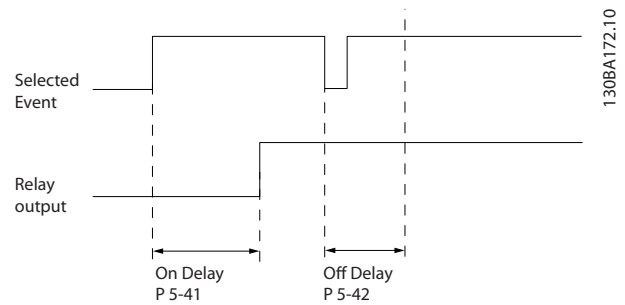 Selected
Event
Relay
output
On Delay
P 5-41
Off Delay
P 5-42
130BA172.10